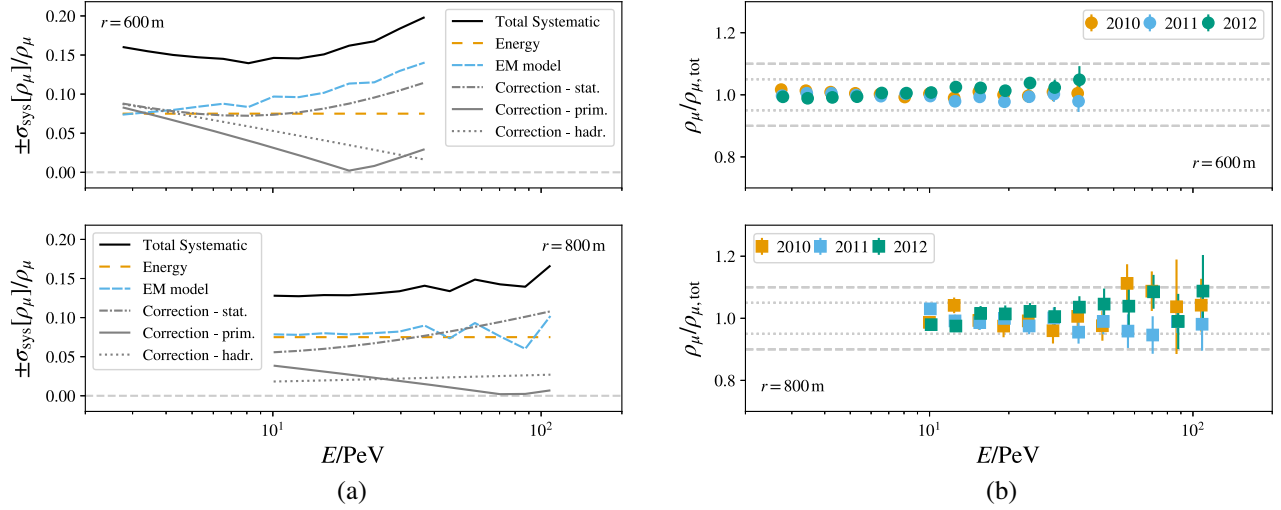 r = 600 m
Total Systematic
Energy
EM model
Correction - stat.
Correction - prim.
Correction - hadr.
±σsys[ρμ]/ρμ
0.20
0.15
0.10
0.05
0.00
r = 800 m
Total Systematic
Energy
EM model
Correction - stat.
Correction - prim.
Correction - hadr.
±σsys[ρμ]/ρμ
0.20
0.15
0.10
0.05
0.00
10¹ 10²
E/PeV
(a)
2010 2011 2012
ρμ/ρμ,tot
1.2
1.0
0.8
r = 600 m
2010 2011 2012
ρμ/ρμ,tot
1.2
1.0
0.8
r = 800 m
10¹ 10²
E/PeV
(b)